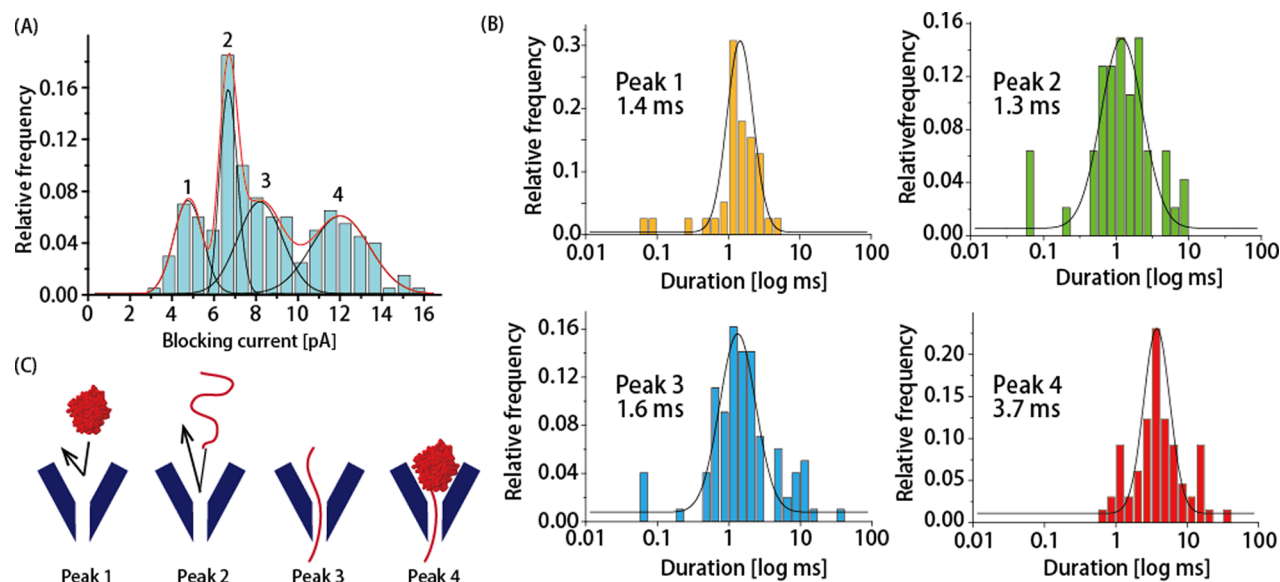 (A)
Relative frequency
0.16
0.12
0.08
0.04
0.00
1
2
3
4
0 2 4 6 8 10 12 14 16
Blocking current [pA]
(B)
Relative frequency
0.3
0.2
0.1
0.0
Peak 1
1.4 ms
0.01 0.1 1 10 100
Duration [log ms]
Relativefrequency
0.16
0.12
0.08
0.04
0.00
Peak 2
1.3 ms
0.01 0.1 1 10 100
Duration [log ms]
Relative frequency
0.16
0.12
0.08
0.04
0.00
Peak 3
1.6 ms
0.01 0.1 1 10 100
Duration [log ms]
Relative frequency
0.20
0.15
0.10
0.05
0.00
Peak 4
3.7 ms
0.01 0.1 1 10 100
Duration [log ms]
(C)
Peak 1 Peak 2 Peak 3 Peak 4